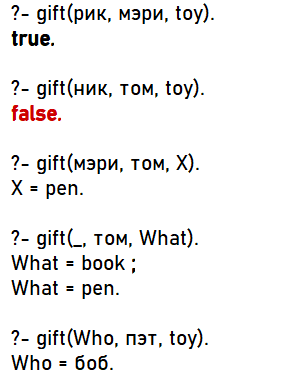 ?- gift(рик, мэри, toy).
true.
?- gift(ник, том, toy).
false.
?- gift(мэри, том, X).
X = pen.
?- gift(_, том, What).
What = book ;
What = pen.
?- gift(Who, пэт, toy).
Who = боб.